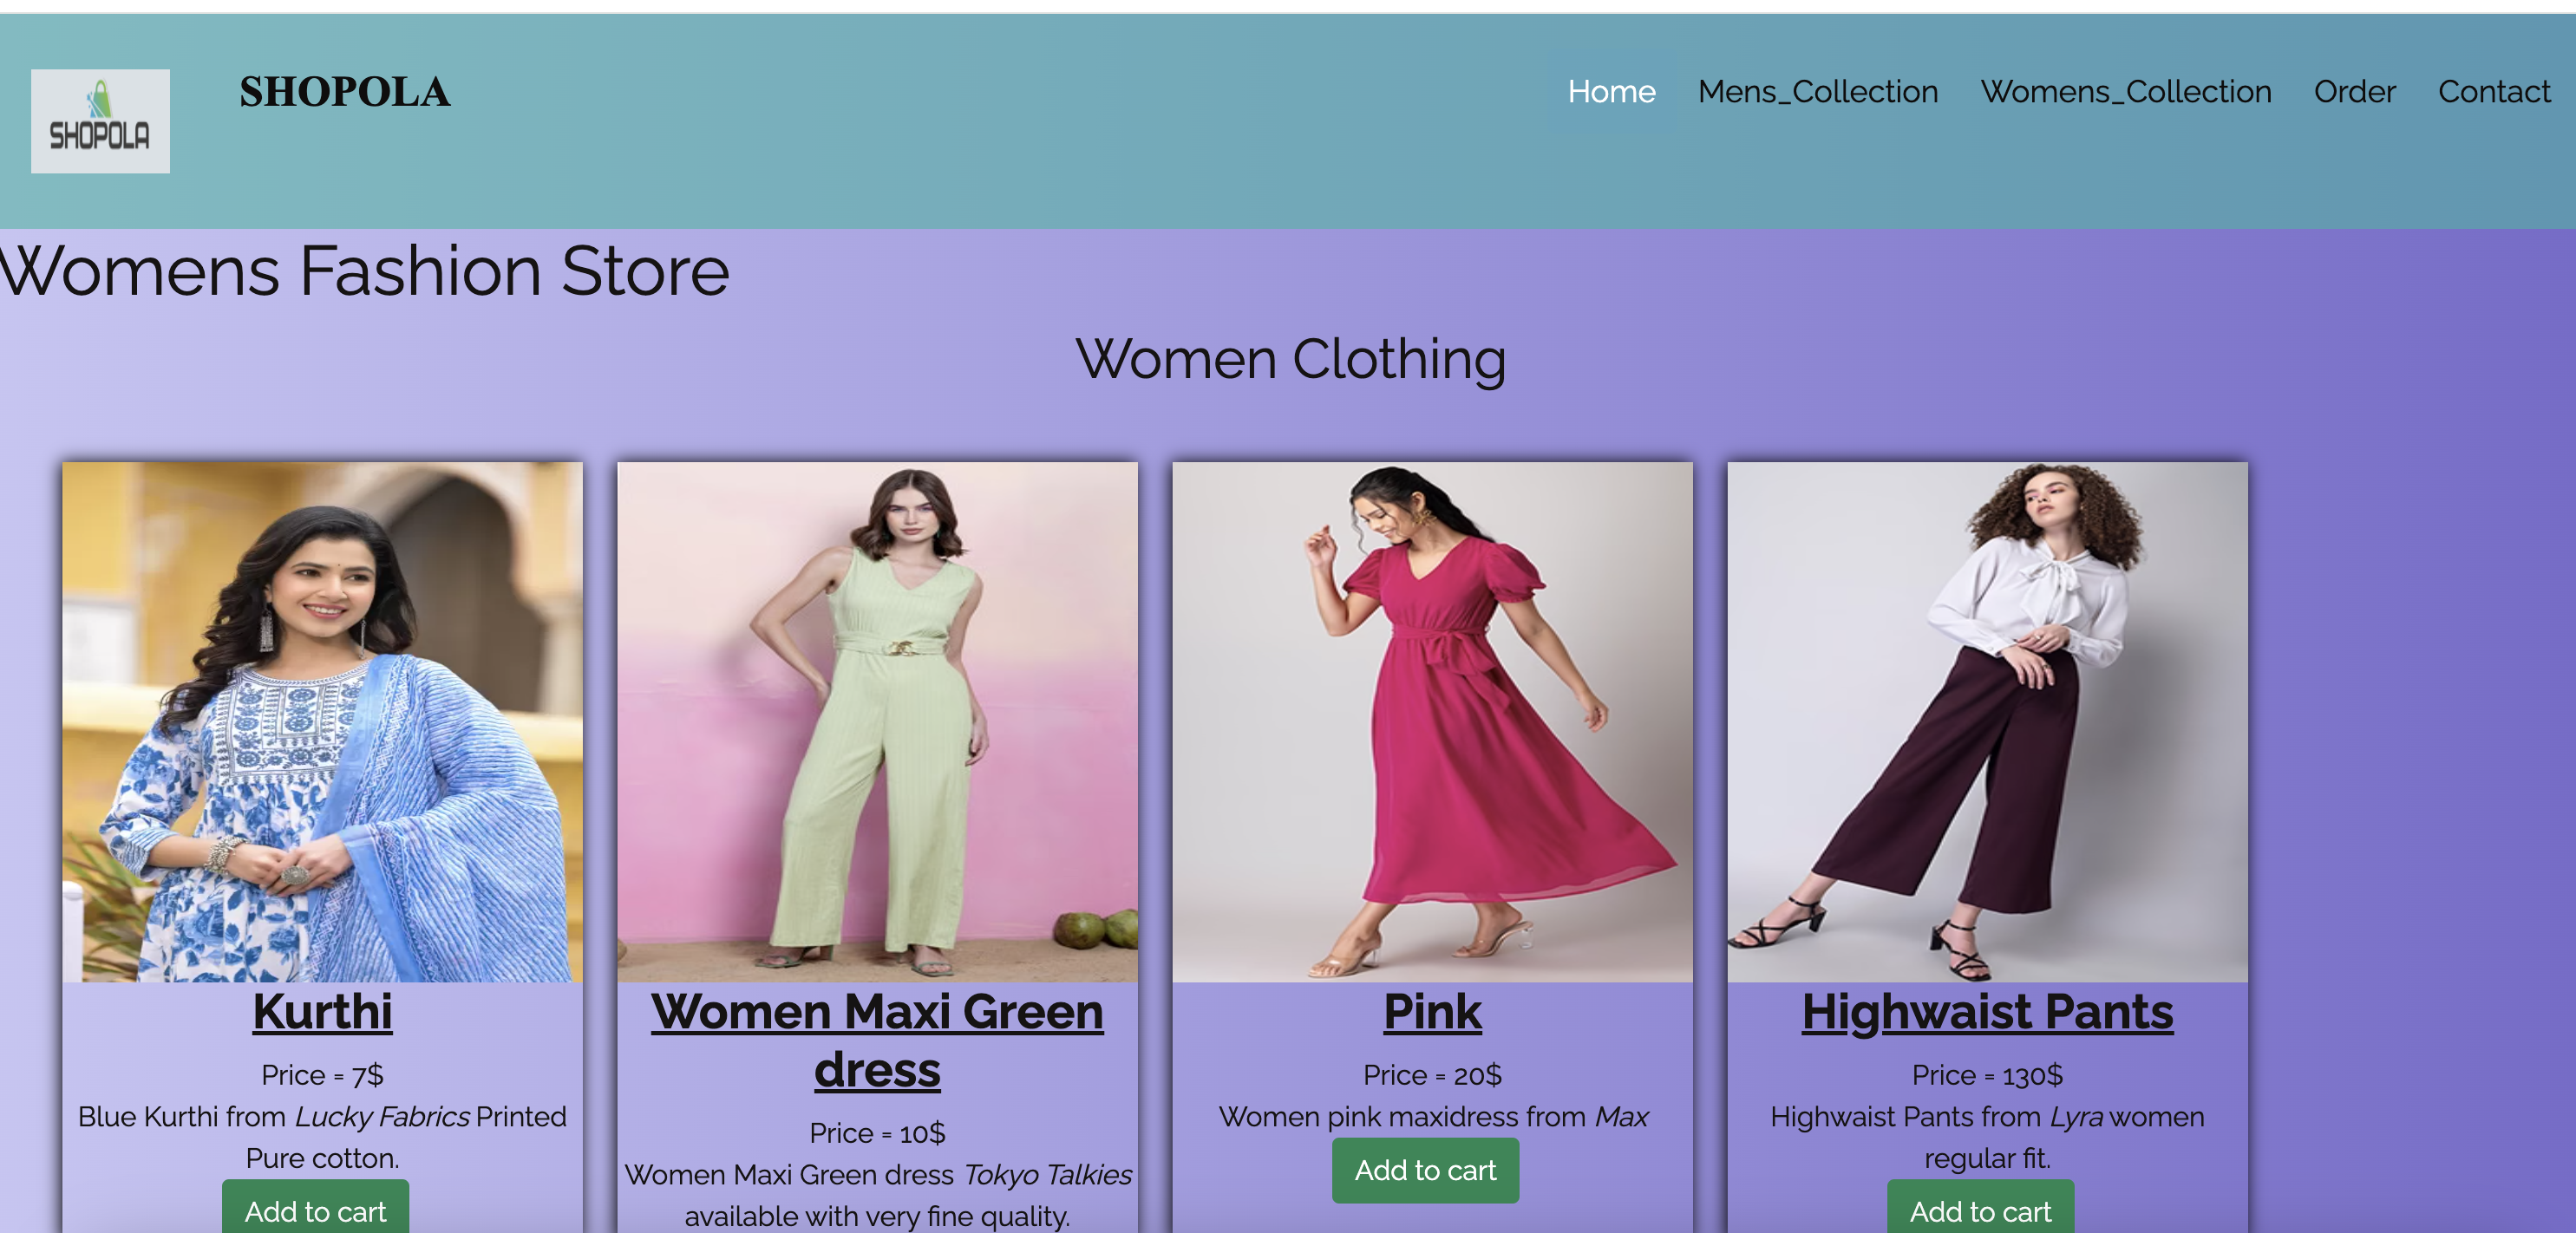 SHOPOLA
SHOPOLA
Home Mens_Collection Womens_Collection Order Contact
Womens Fashion Store
Women Clothing
Kurthi
Price = 7$
Blue Kurthi from Lucky Fabrics Printed
Pure cotton.
Add to cart
Women Maxi Green
dress
Price = 10$
Women Maxi Green dress Tokyo Talkies
available with very fine quality.
Pink
Price = 20$
Women pink maxidress from Max
Add to cart
Highwaist Pants
Price = 130$
Highwaist Pants from Lyra women
regular fit.
Add to cart